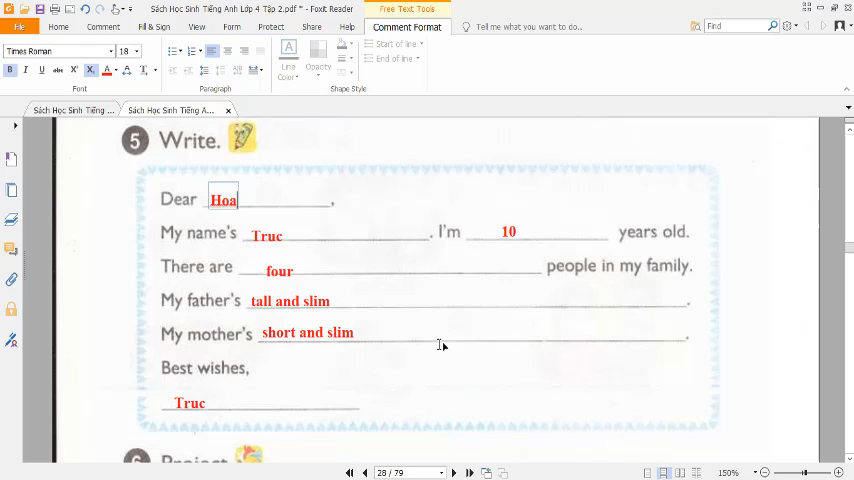 Sách Học Sinh Tiếng Anh Lớp 4 Tập 2.pdf * - Foxit Reader
Free Text Tools
File Home Comment Fill & Sign View Form Protect Share Help Comment Format Tell me what you want to do... Find
Times Roman 18
Start of line
End of line
B I U abc X² X₂ A T
Line Color Opacity
Font Paragraph Shape Style
Sách Học Sinh Tiếng ... Sách Học Sinh Tiếng A...
5 Write.
Dear Hoa,
My name's Truc. I'm 10 years old.
There are four people in my family.
My father's tall and slim.
My mother's short and slim.
Best wishes,
Truc
6 Project
28 / 79 150%